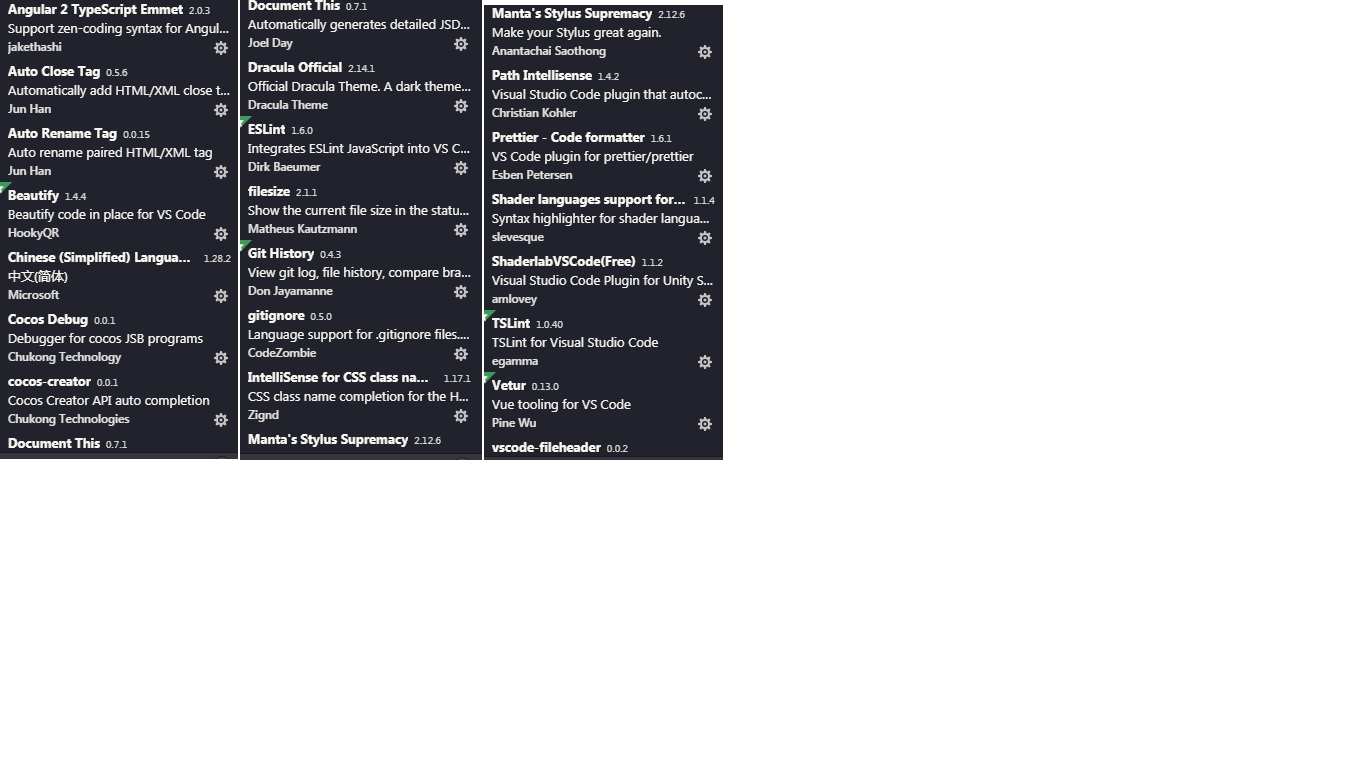 Angular 2 TypeScript Emmet 2.0.3
Support zen-coding syntax for Angul...
jakethashi
Auto Close Tag 0.5.6
Automatically add HTML/XML close t...
Jun Han
Auto Rename Tag 0.0.15
Auto rename paired HTML/XML tag
Jun Han
Beautify 1.4.4
Beautify code in place for VS Code
HookyQR
Chinese (Simplified) Langua... 1.28.2
中文(简体)
Microsoft
Cocos Debug 0.0.1
Debugger for cocos JSB programs
Chukong Technology
cocos-creator 0.0.1
Cocos Creator API auto completion
Chukong Technologies
Document This 0.7.1
Document This 0.7.1
Automatically generates detailed JSD...
Joel Day
Dracula Official 2.14.1
Official Dracula Theme. A dark theme...
Dracula Theme
ESLint 1.6.0
Integrates ESLint JavaScript into VS C...
Dirk Baeumer
filesize 2.1.1
Show the current file size in the statu...
Matheus Kautzmann
Git History 0.4.3
View git log, file history, compare bra...
Don Jayamanne
gitignore 0.5.0
Language support for .gitignore files....
CodeZombie
IntelliSense for CSS class na... 1.17.1
CSS class name completion for the H...
Zignd
Manta's Stylus Supremacy 2.12.6
Manta's Stylus Supremacy 2.12.6
Make your Stylus great again.
Anantachai Saothong
Path Intellisense 1.4.2
Visual Studio Code plugin that autoc...
Christian Kohler
Prettier - Code formatter 1.6.1
VS Code plugin for prettier/prettier
Esben Petersen
Shader languages support for... 1.1.4
Syntax highlighter for shader langua...
slevesque
ShaderlabVSCode(Free) 1.1.2
Visual Studio Code Plugin for Unity S...
amlovey
TSLint 1.0.40
TSLint for Visual Studio Code
egamma
Vetur 0.13.0
Vue tooling for VS Code
Pine Wu
vscode-fileheader 0.0.2